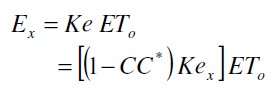 Eₓ = Ke ETₒ
= [(1 − CC*) Keₓ] ETₒ